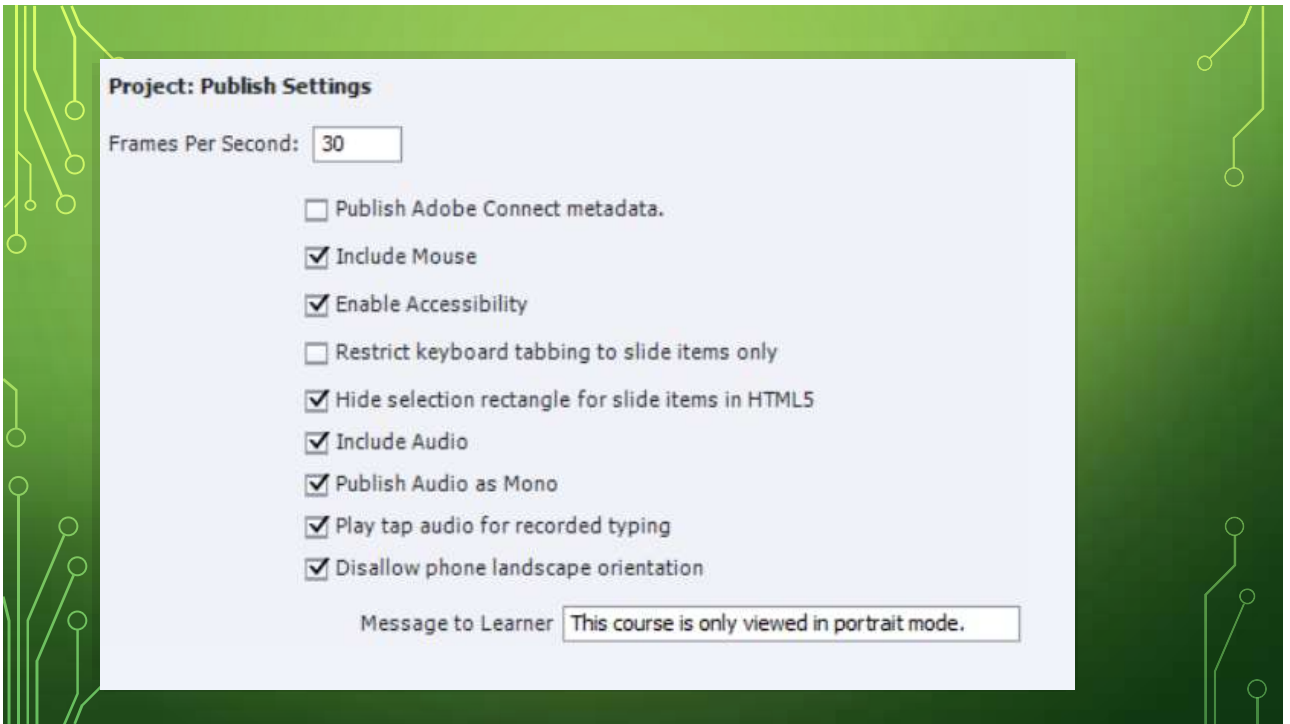 Project: Publish Settings
Frames Per Second: 30
Publish Adobe Connect metadata.
Include Mouse
Enable Accessibility
Restrict keyboard tabbing to slide items only
Hide selection rectangle for slide items in HTML5
Include Audio
Publish Audio as Mono
Play tap audio for recorded typing
Disallow phone landscape orientation
Message to Learner This course is only viewed in portrait mode.